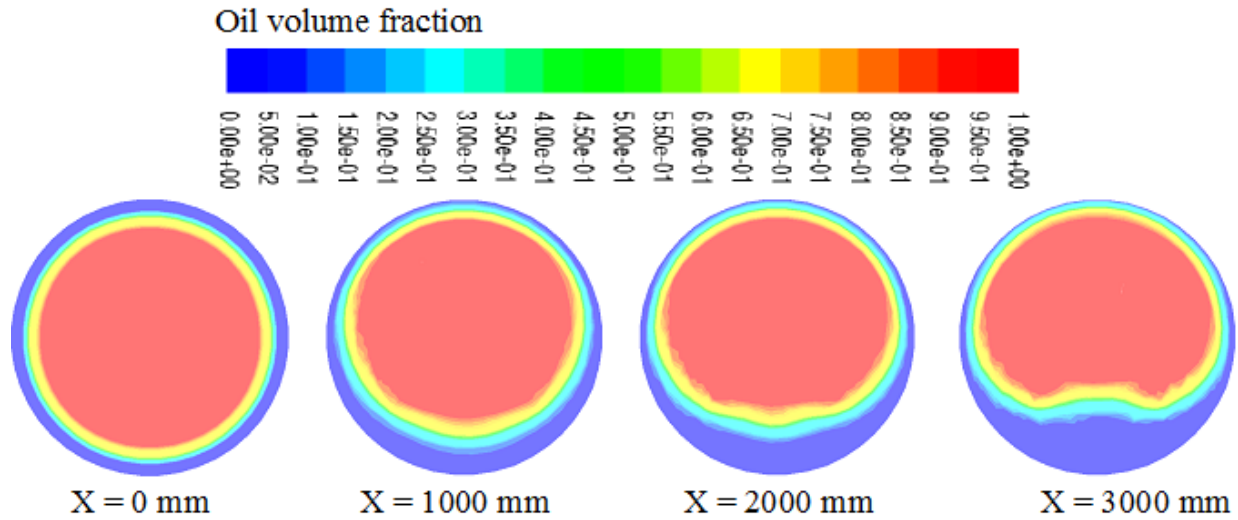 Oil volume fraction
0.00e+00
5.00e-02
1.00e-01
1.50e-01
2.00e-01
2.50e-01
3.00e-01
3.50e-01
4.00e-01
4.50e-01
5.00e-01
5.50e-01
6.00e-01
6.50e-01
7.00e-01
7.50e-01
8.00e-01
8.50e-01
9.00e-01
9.50e-01
1.00e+00
X = 0 mm
X = 1000 mm
X = 2000 mm
X = 3000 mm